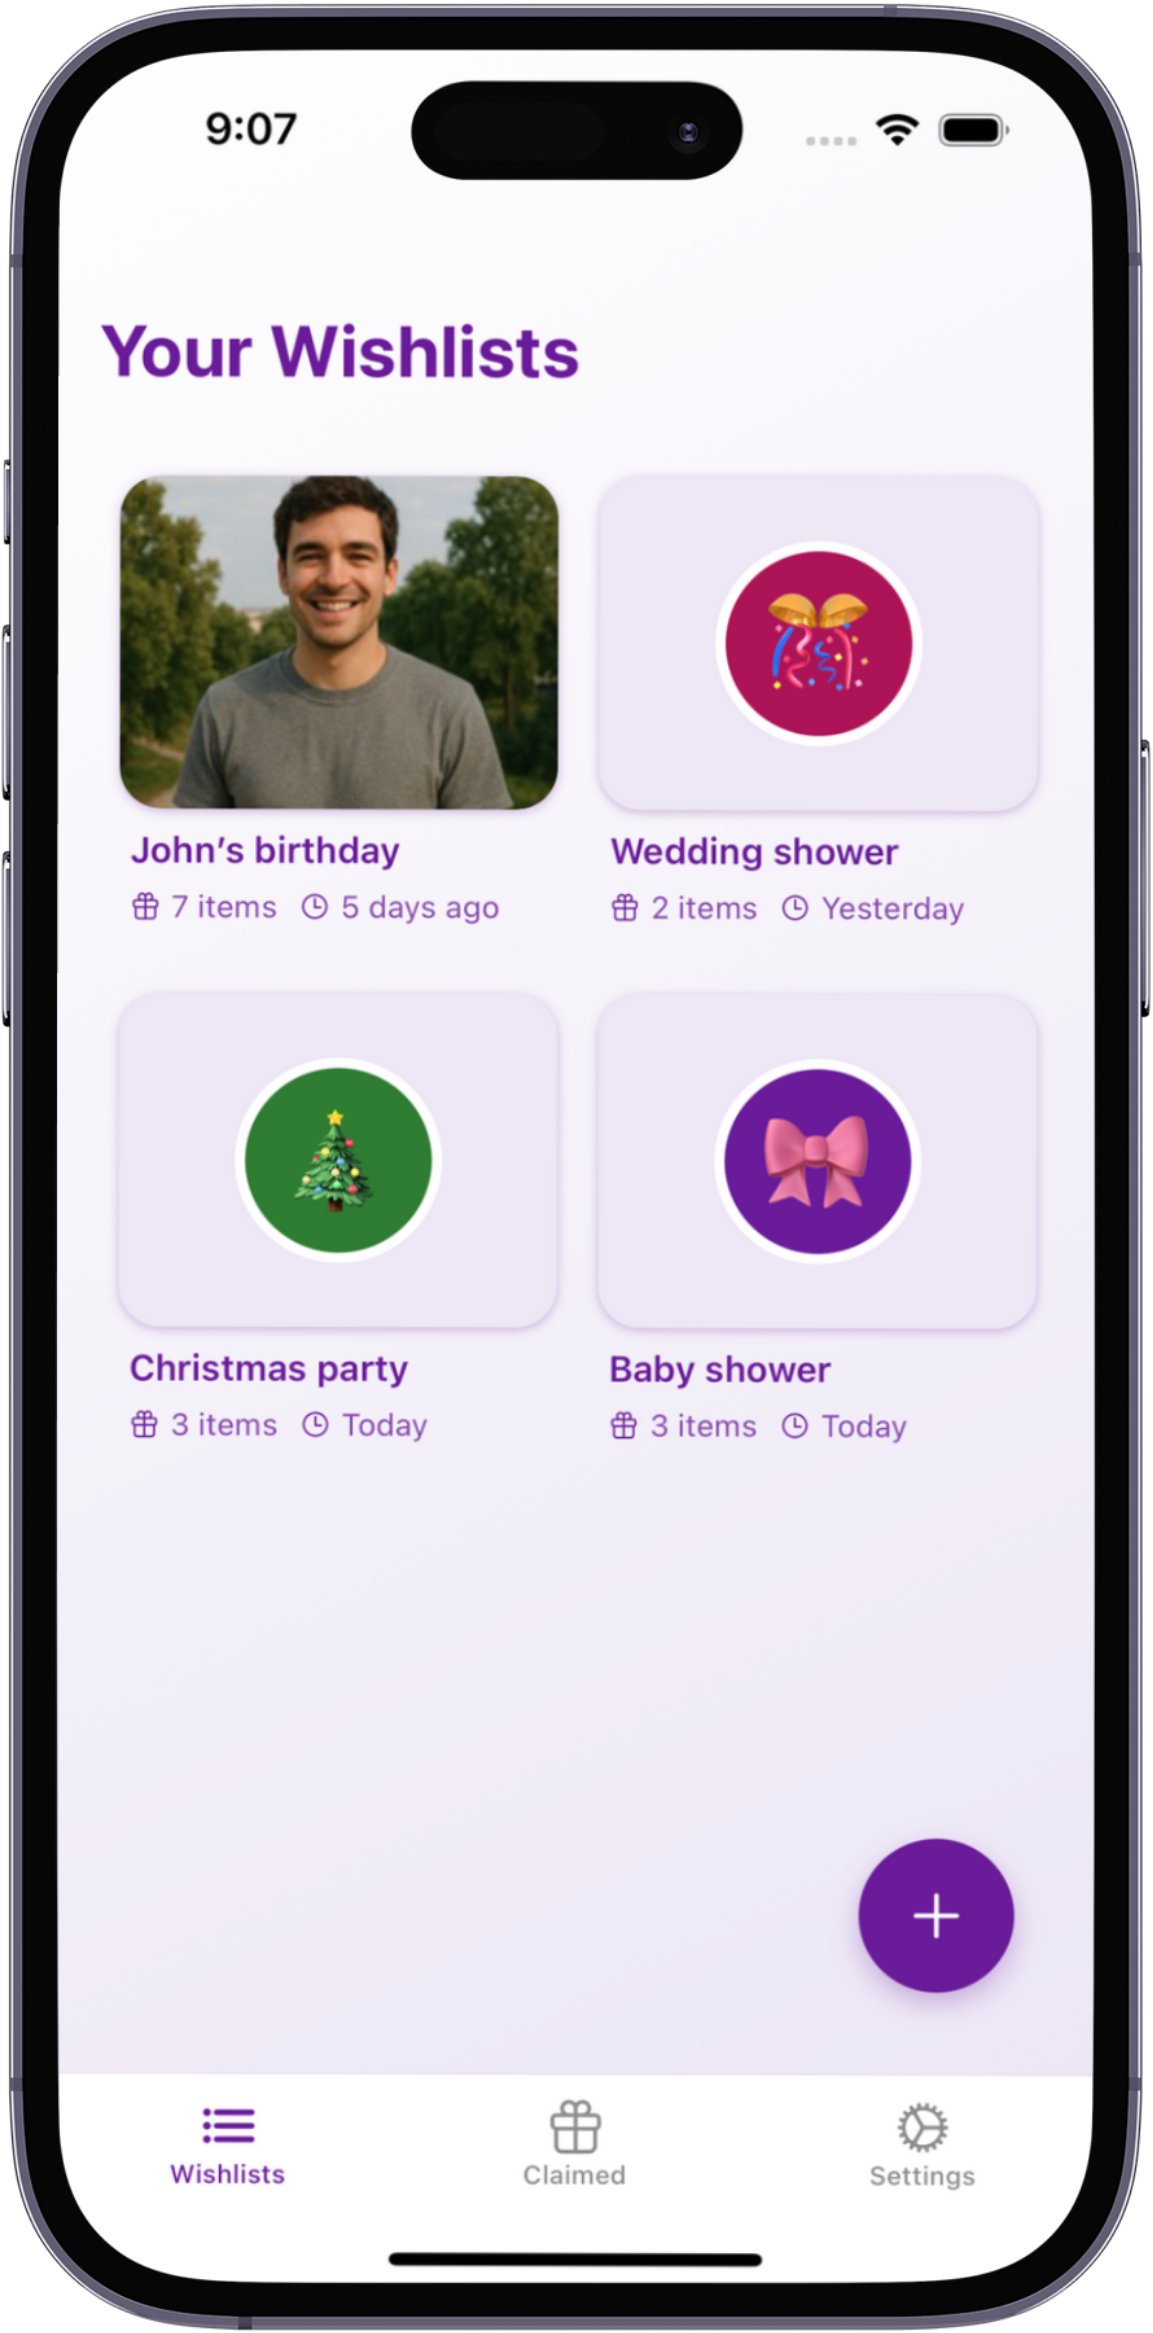 9:07
Your Wishlists
John’s birthday
7 items 5 days ago
Wedding shower
2 items Yesterday
Christmas party
3 items Today
Baby shower
3 items Today
Wishlists
Claimed
Settings